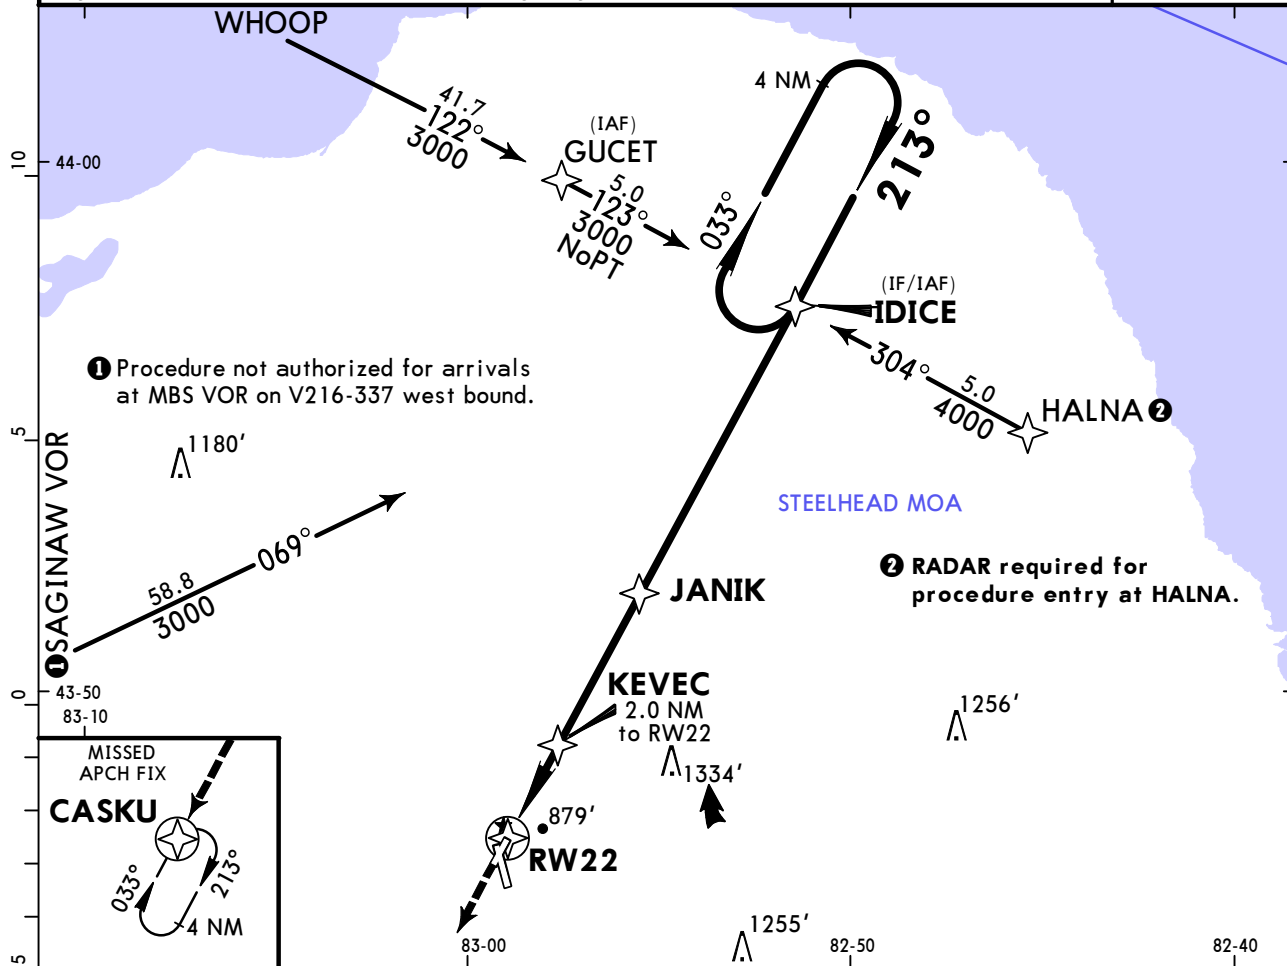 WHOOP
41.7
122°
3000
(IAF)
GUCET
5.0
123°
3000
NoPT
4 NM
213°
033°
10
44-00
(IF/IAF)
IDICE
304°
5.0
4000
HALNA 2
1 Procedure not authorized for arrivals
at MBS VOR on V216-337 west bound.
5
1180'
1 SAGINAW VOR
069°
58.8
3000
STEELHEAD MOA
2 RADAR required for
procedure entry at HALNA.
JANIK
KEVEC
2.0 NM
to RW22
0
43-50
83-10
1256'
1334'
MISSED
APCH FIX
CASKU
033°
213°
4 NM
879'
RW22
1255'
5
83-00
82-50
82-40